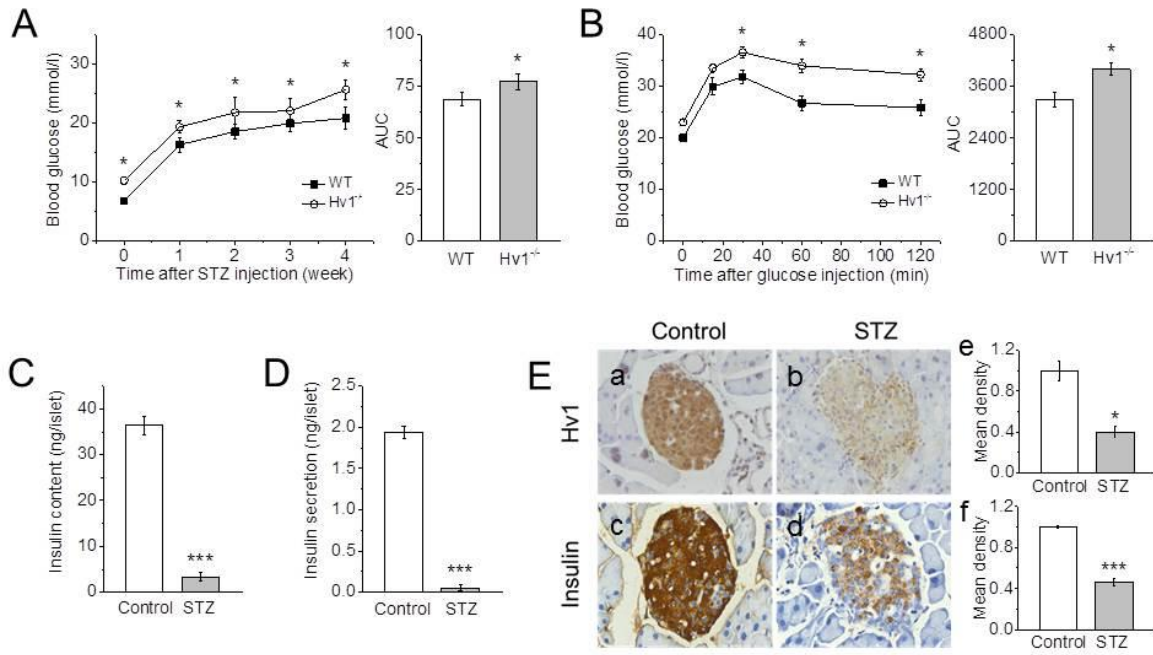 A
Blood glucose (mmol/l)
30
20
10
0
*
*
*
*
*
WT
Hv1-/-
0 1 2 3 4
Time after STZ injection (week)
AUC
100
75
50
25
0
*
WT Hv1-/-
B
Blood glucose (mmol/l)
40
30
20
10
0
*
*
*
WT
Hv1-/-
0 20 40 60 80 100 120
Time after glucose injection (min)
AUC
4800
3600
2400
1200
0
*
WT Hv1-/-
C
Insulin content (ng/islet)
40
30
20
10
0
***
Control STZ
D
Insulin secretion (ng/islet)
2.5
2.0
1.5
1.0
0.5
0.0
***
Control STZ
E
Control STZ
Hv1
a b
Insulin
c d
e
Mean density
1.2
0.8
0.4
0.0
*
Control STZ
f
Mean density
1.2
0.8
0.4
0.0
***
Control STZ